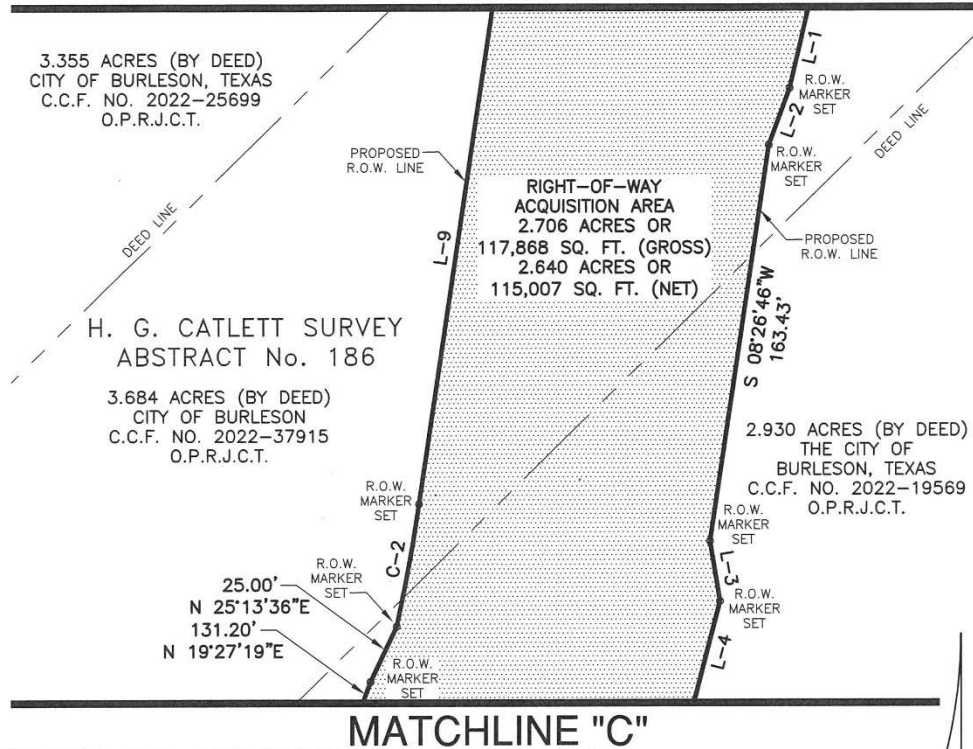 3.355 ACRES (BY DEED)
CITY OF BURLESON, TEXAS
C.C.F. NO. 2022-25699
O.P.R.J.C.T.
DEED LINE
PROPOSED
R.O.W. LINE
L-9
L-1
R.O.W.
MARKER
SET
L-2
R.O.W.
MARKER
SET
DEED LINE
RIGHT-OF-WAY
ACQUISITION AREA
2.706 ACRES OR
117,868 SQ. FT. (GROSS)
2.640 ACRES OR
115,007 SQ. FT. (NET)
PROPOSED
R.O.W. LINE
S 08°26'46"W
163.43'
H. G. CATLETT SURVEY
ABSTRACT No. 186
3.684 ACRES (BY DEED)
CITY OF BURLESON
C.C.F. NO. 2022-37915
O.P.R.J.C.T.
2.930 ACRES (BY DEED)
THE CITY OF
BURLESON, TEXAS
C.C.F. NO. 2022-19569
O.P.R.J.C.T.
R.O.W.
MARKER
SET
C-2
R.O.W.
MARKER
SET
25.00'
N 25°13'36"E
131.20'
N 19°27'19"E
R.O.W.
MARKER
SET
R.O.W.
MARKER
SET
L-3
R.O.W.
MARKER
SET
L-4
MATCHLINE "C"